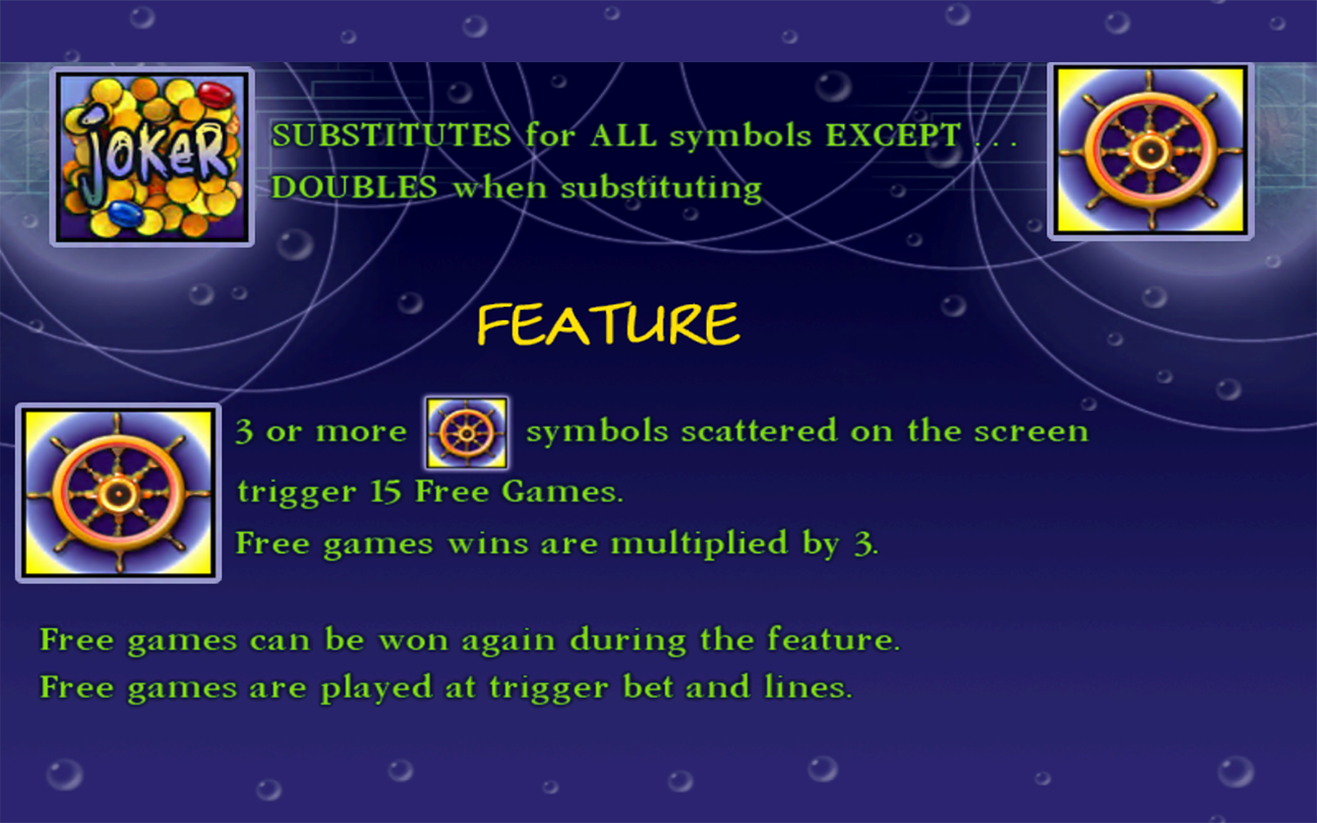 JOKER
SUBSTITUTES for ALL symbols EXCEPT . . .
DOUBLES when substituting
FEATURE
3 or more symbols scattered on the screen
trigger 15 Free Games.
Free games wins are multiplied by 3.
Free games can be won again during the feature.
Free games are played at trigger bet and lines.